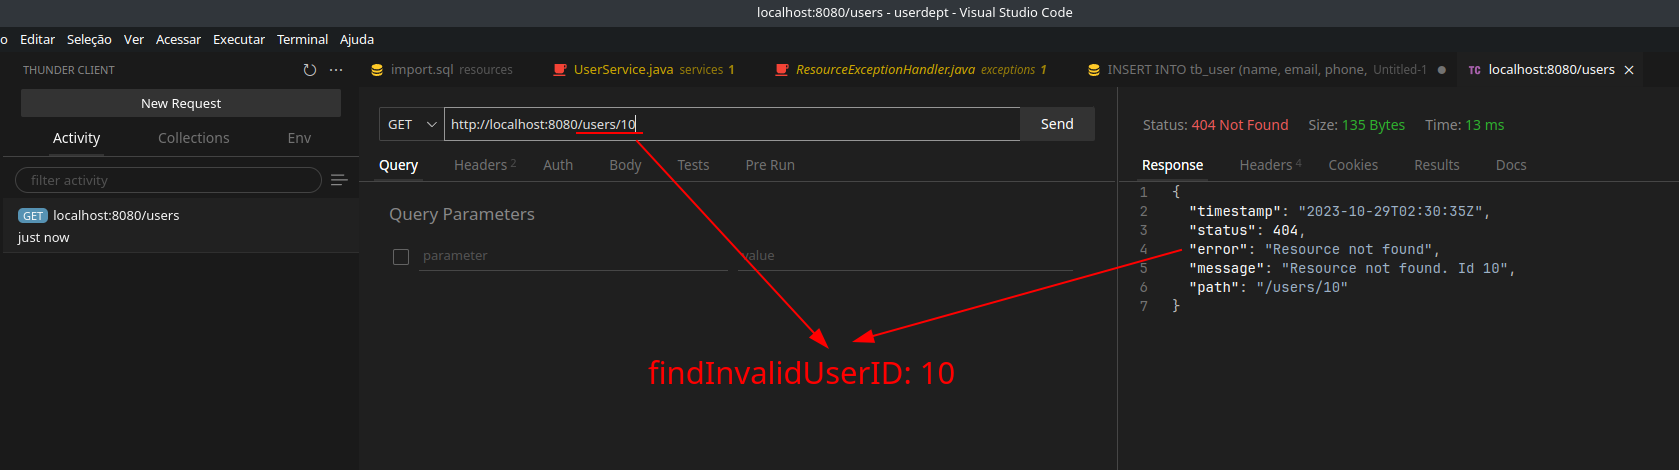 localhost:8080/users - userdept - Visual Studio Code
o Editar Seleção Ver Acessar Executar Terminal Ajuda
THUNDER CLIENT ···
import.sql resources UserService.java services 1 ResourceExceptionHandler.java exceptions 1 INSERT INTO tb_user (name, email, phone, Untitled-1 TC localhost:8080/users
New Request
Activity Collections Env
filter activity
GET localhost:8080/users
just now
GET http://localhost:8080/users/10 Send
Query Headers 2 Auth Body Tests Pre Run
Query Parameters
parameter value
Status: 404 Not Found Size: 135 Bytes Time: 13 ms
Response Headers 4 Cookies Results Docs
1 {
2 "timestamp": "2023-10-29T02:30:35Z",
3 "status": 404,
4 "error": "Resource not found",
5 "message": "Resource not found. Id 10",
6 "path": "/users/10"
7 }
findInvalidUserID: 10